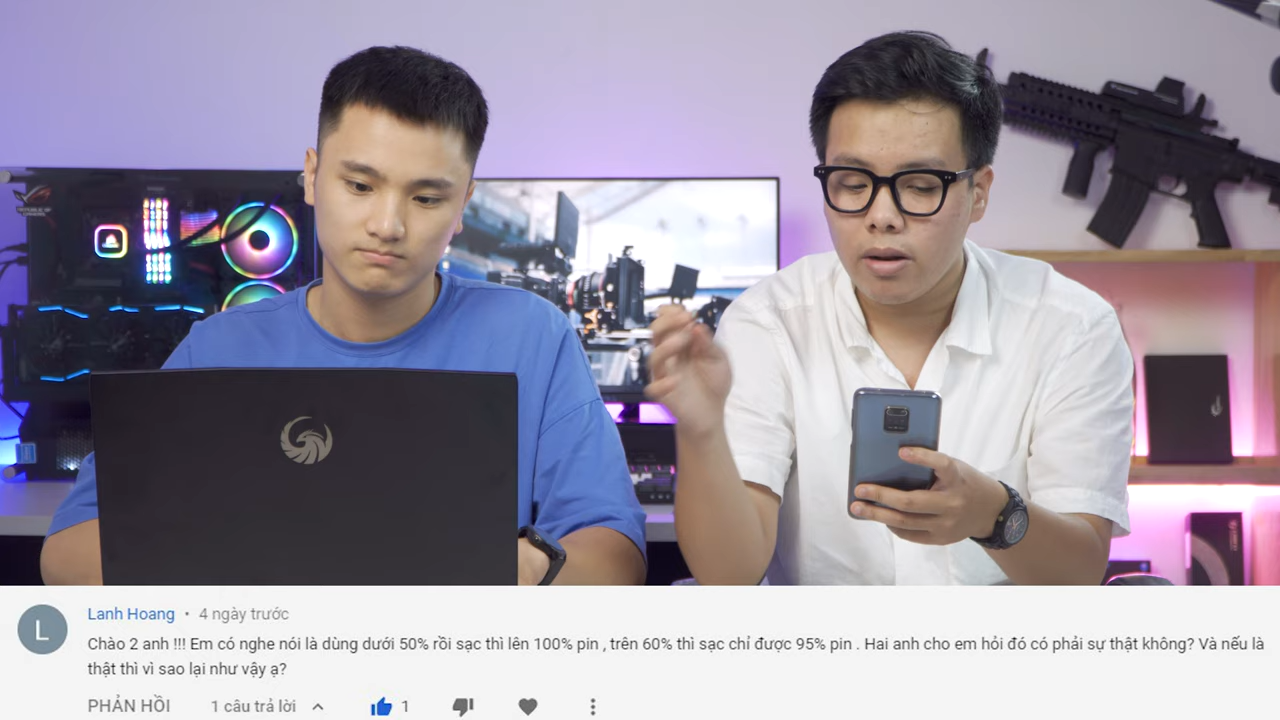 REPUBLIC OF
GAMERS
L
Lanh Hoang • 4 ngày trước
Chào 2 anh !!! Em có nghe nói là dùng dưới 50% rồi sạc thì lên 100% pin , trên 60% thì sạc chỉ được 95% pin . Hai anh cho em hỏi đó có phải sự thật không? Và nếu là
thật thì vì sao lại như vậy ạ?
PHẢN HỒI 1 câu trả lời 1